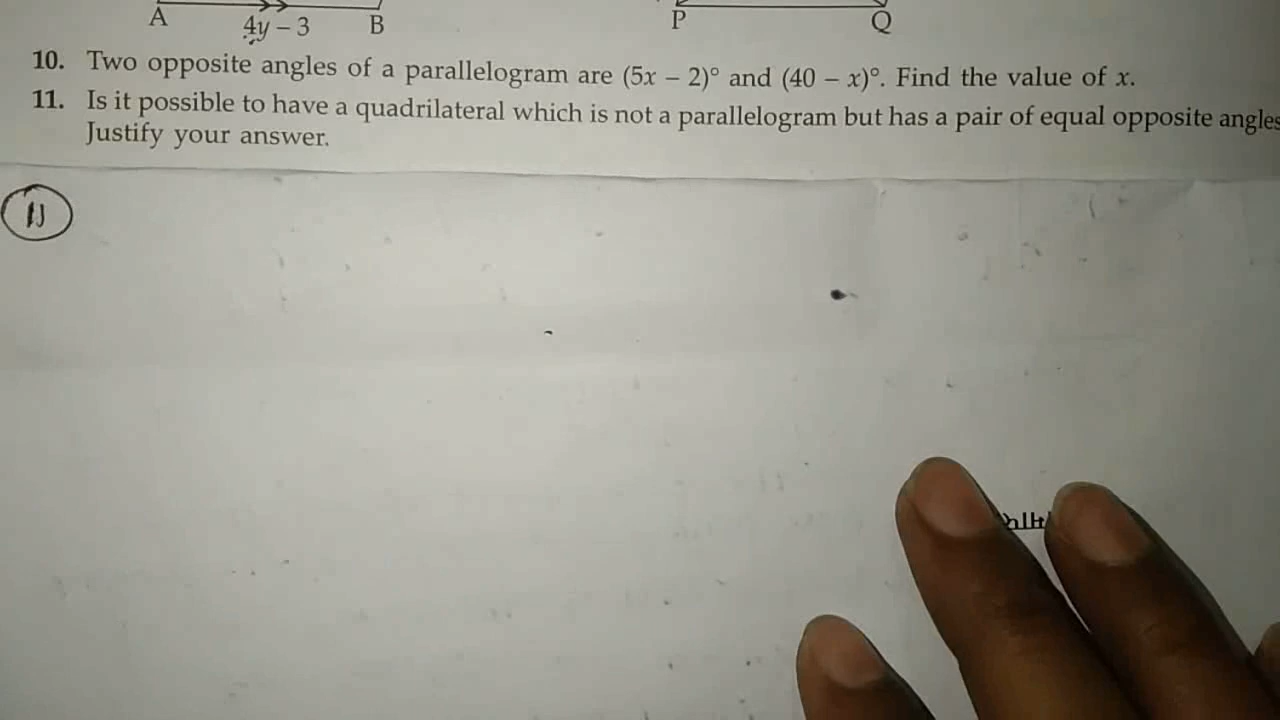 A 4y – 3 B P Q
10. Two opposite angles of a parallelogram are (5x – 2)° and (40 – x)°. Find the value of x.
11. Is it possible to have a quadrilateral which is not a parallelogram but has a pair of equal opposite angles
Justify your answer.
11